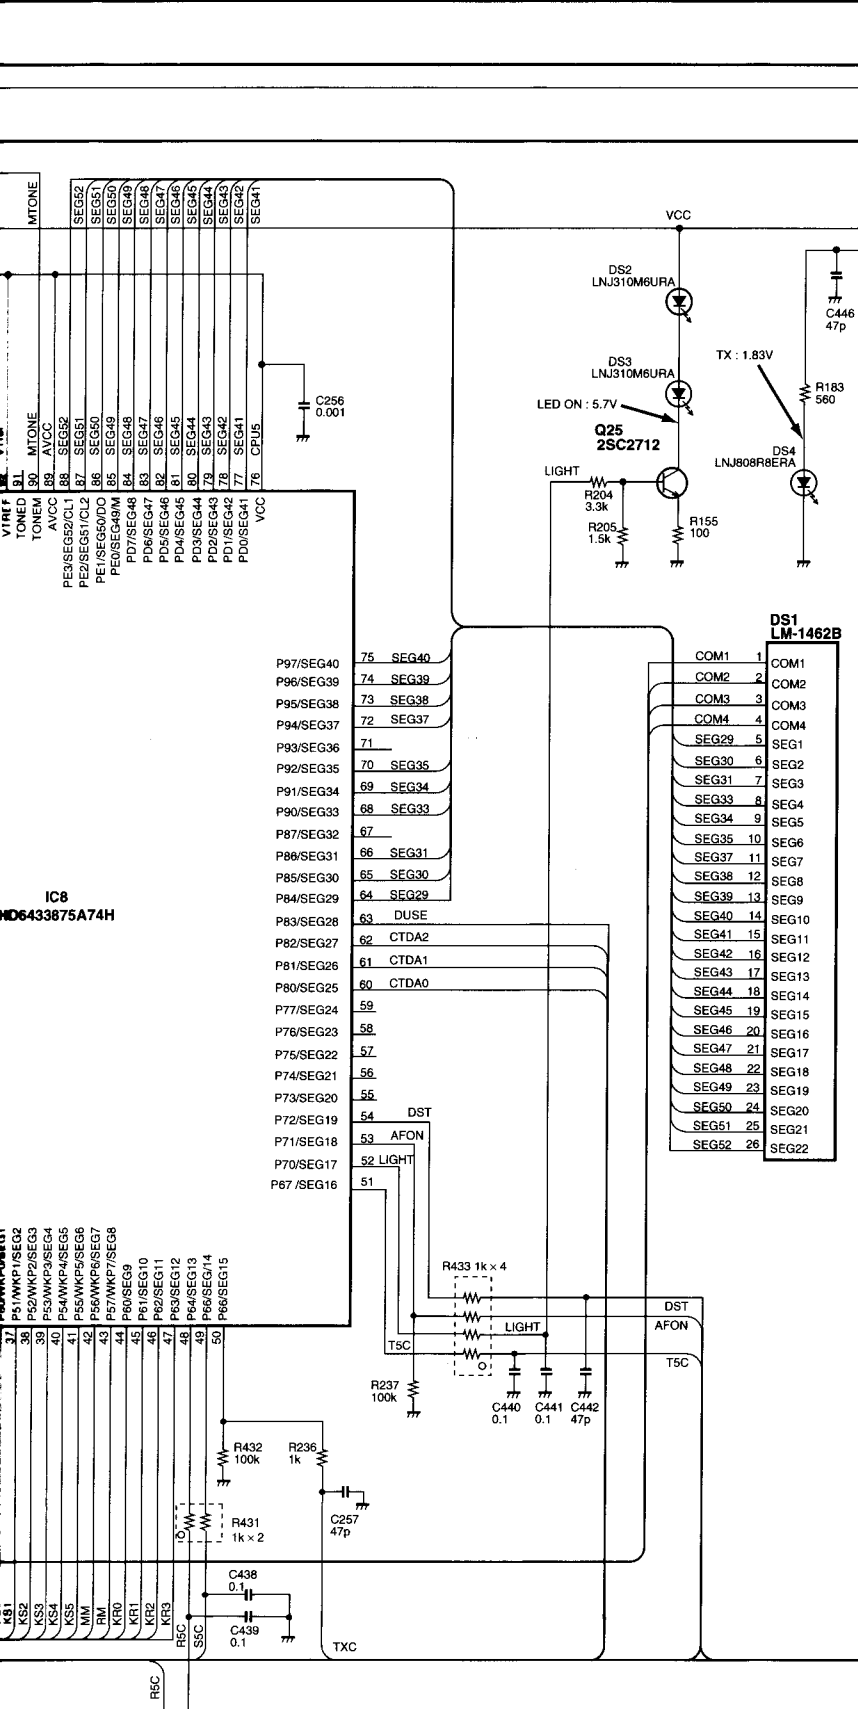 MTONE
SEG52
SEG51
SEG50
SEG49
SEG48
SEG47
SEG46
SEG45
SEG44
SEG43
SEG42
SEG41
VCC
DS2
LNJ310M6URA
C446
47p
DS3
LNJ310M6URA
TX : 1.83V
R183
560
LED ON : 5.7V
C256
0.001
Q25
2SC2712
DS4
LNJ808R8ERA
LIGHT
R204
3.3k
R205
1.5k
R155
100
MTONE
AVCC
SEG52
SEG51
SEG50
SEG49
SEG48
SEG47
SEG46
SEG45
SEG44
SEG43
SEG42
SEG41
CPU5
91
90
89
88
87
86
85
84
83
82
81
80
79
78
77
76
VTREF
TONED
TONEM
AVCC
PE3/SEG52/CL1
PE2/SEG51/CL2
PE1/SEG50/DO
PE0/SEG49/M
PD7/SEG48
PD6/SEG47
PD5/SEG46
PD4/SEG45
PD3/SEG44
PD2/SEG43
PD1/SEG42
PD0/SEG41
VCC
DS1
LM-1462B
P97/SEG40 75 SEG40
P96/SEG39 74 SEG39
P95/SEG38 73 SEG38
P94/SEG37 72 SEG37
P93/SEG36 71
P92/SEG35 70 SEG35
P91/SEG34 69 SEG34
P90/SEG33 68 SEG33
P87/SEG32 67
P86/SEG31 66 SEG31
P85/SEG30 65 SEG30
P84/SEG29 64 SEG29
P83/SEG28 63 DUSE
P82/SEG27 62 CTDA2
P81/SEG26 61 CTDA1
P80/SEG25 60 CTDA0
P77/SEG24 59
P76/SEG23 58
P75/SEG22 57
P74/SEG21 56
P73/SEG20 55
P72/SEG19 54 DST
P71/SEG18 53 AFON
P70/SEG17 52 LIGHT
P67 /SEG16 51
IC8
HD6433875A74H
COM1 1 COM1
COM2 2 COM2
COM3 3 COM3
COM4 4 COM4
SEG29 5 SEG1
SEG30 6 SEG2
SEG31 7 SEG3
SEG33 8 SEG4
SEG34 9 SEG5
SEG35 10 SEG6
SEG37 11 SEG7
SEG38 12 SEG8
SEG39 13 SEG9
SEG40 14 SEG10
SEG41 15 SEG11
SEG42 16 SEG12
SEG43 17 SEG13
SEG44 18 SEG14
SEG45 19 SEG15
SEG46 20 SEG16
SEG47 21 SEG17
SEG48 22 SEG18
SEG49 23 SEG19
SEG50 24 SEG20
SEG51 25 SEG21
SEG52 26 SEG22
P51/WKP1/SEG2
P52/WKP2/SEG3
P53/WKP3/SEG4
P54/WKP4/SEG5
P55/WKP5/SEG6
P56/WKP6/SEG7
P57/WKP7/SEG8
P60/SEG9
P61/SEG10
P62/SEG11
P63/SEG12
P64/SEG13
P66/SEG/14
P66/SEG15
37
38
39
40
41
42
43
44
45
46
47
48
49
50
R433 1k × 4
DST
AFON
LIGHT
T5C
T5C
R237
100k
C440
0.1
C441
0.1
C442
47p
R432
100k
R236
1k
R431
1k × 2
C257
47p
C438
0.1
C439
0.1
KS1
KS2
KS3
KS4
KS5
MM
RM
KR0
KR1
KR2
KR3
R5C
S5C
TXC
R5C